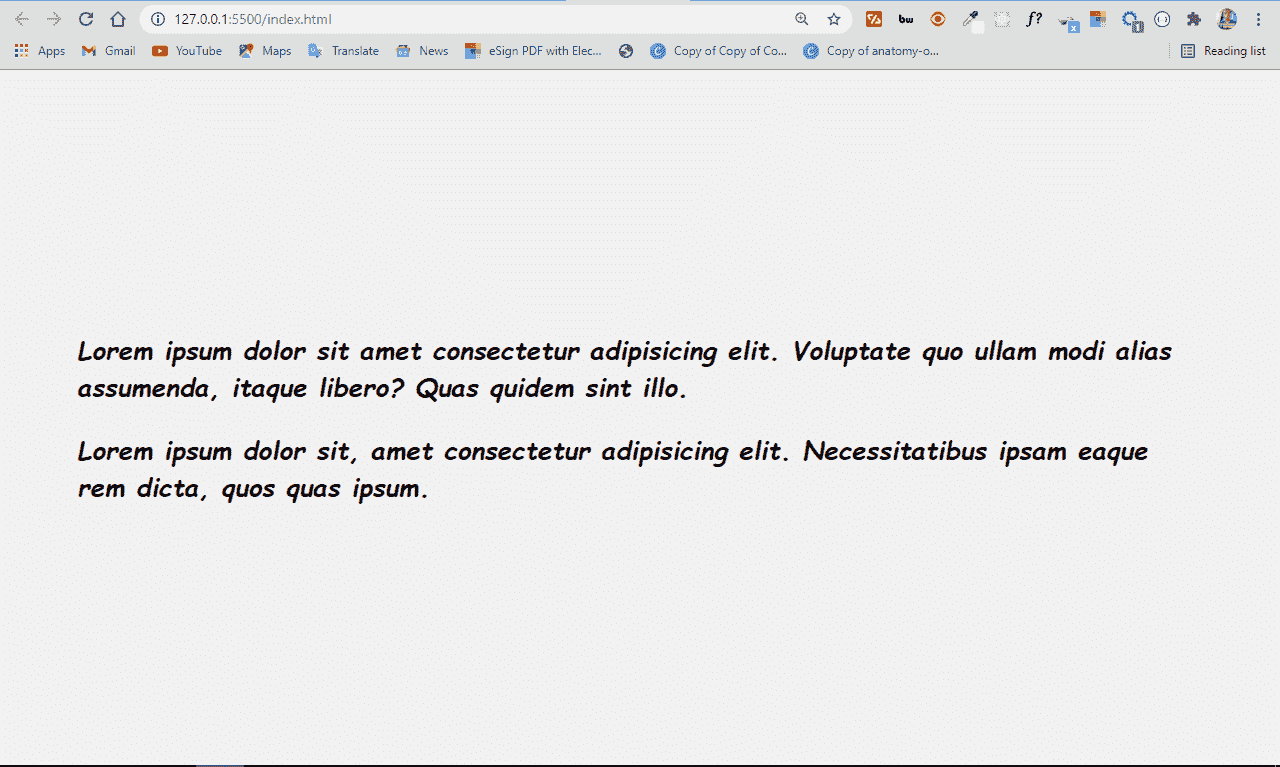 127.0.0.1:5500/index.html
bw
f?
x
Apps
Gmail
YouTube
Maps
Translate
News
eSign PDF with Elec...
Copy of Copy of Co...
Copy of anatomy-o...
Reading list
Lorem ipsum dolor sit amet consectetur adipisicing elit. Voluptate quo ullam modi alias
assumenda, itaque libero? Quas quidem sint illo.
Lorem ipsum dolor sit, amet consectetur adipisicing elit. Necessitatibus ipsam eaque
rem dicta, quos quas ipsum.